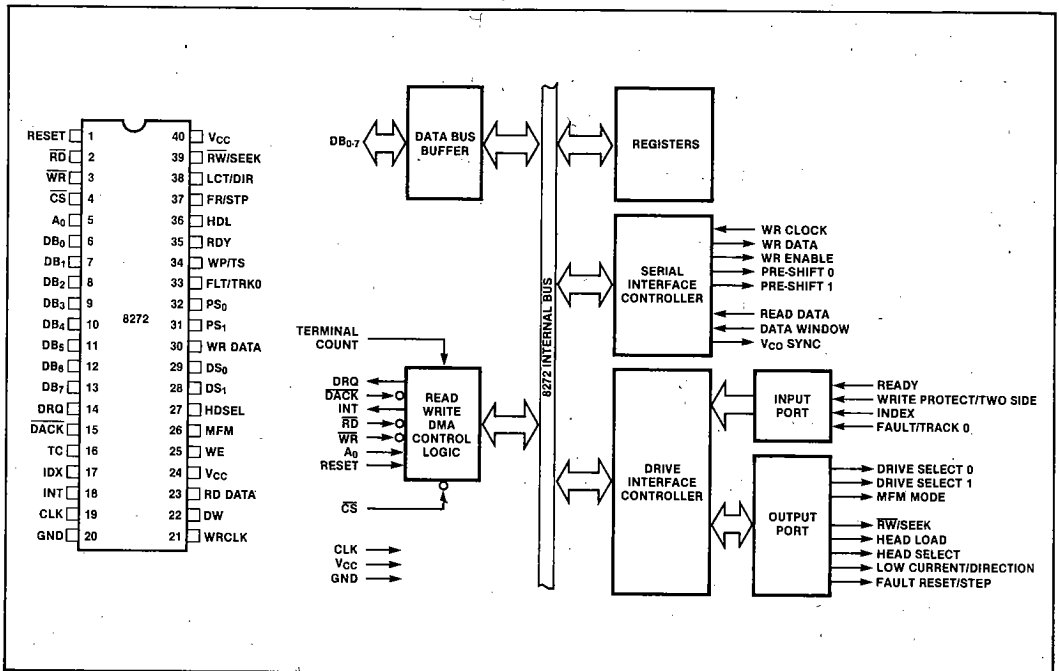 RESET 1
RD 2
WR 3
CS 4
A0 5
DB0 6
DB1 7
DB2 8
DB3 9
DB4 10
DB5 11
DB6 12
DB7 13
DRQ 14
DACK 15
TC 16
IDX 17
INT 18
CLK 19
GND 20
8272
40 VCC
39 RW/SEEK
38 LCT/DIR
37 FR/STP
36 HDL
35 RDY
34 WP/TS
33 FLT/TRK0
32 PS0
31 PS1
30 WR DATA
29 DS0
28 DS1
27 HDSEL
26 MFM
25 WE
24 VCC
23 RD DATA
22 DW
21 WRCLK
DB0-7
DATA BUS
BUFFER
TERMINAL
COUNT
DRQ
DACK
INT
RD
WR
A0
RESET
READ
WRITE
DMA
CONTROL
LOGIC
CS
CLK
VCC
GND
8272 INTERNAL BUS
REGISTERS
SERIAL
INTERFACE
CONTROLLER
WR CLOCK
WR DATA
WR ENABLE
PRE-SHIFT 0
PRE-SHIFT 1
READ DATA
DATA WINDOW
VCO SYNC
DRIVE
INTERFACE
CONTROLLER
INPUT
PORT
READY
WRITE PROTECT/TWO SIDE
INDEX
FAULT/TRACK 0
OUTPUT
PORT
DRIVE SELECT 0
DRIVE SELECT 1
MFM MODE
RW/SEEK
HEAD LOAD
HEAD SELECT
LOW CURRENT/DIRECTION
FAULT RESET/STEP